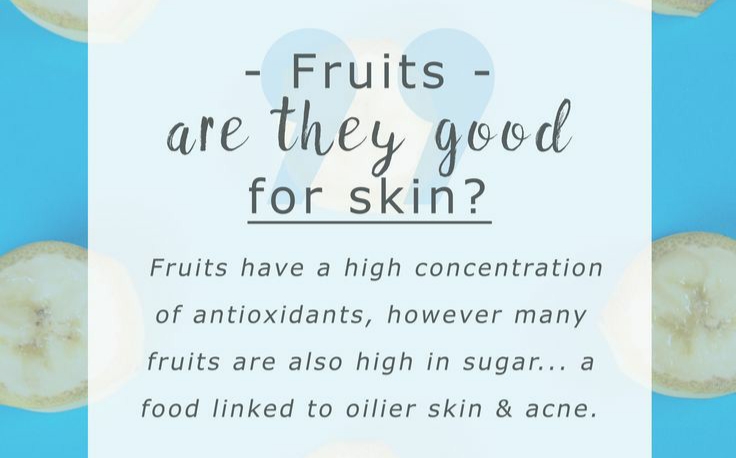 - Fruits -
are they good
for skin?
Fruits have a high concentration
of antioxidants, however many
fruits are also high in sugar... a
food linked to oilier skin & acne.